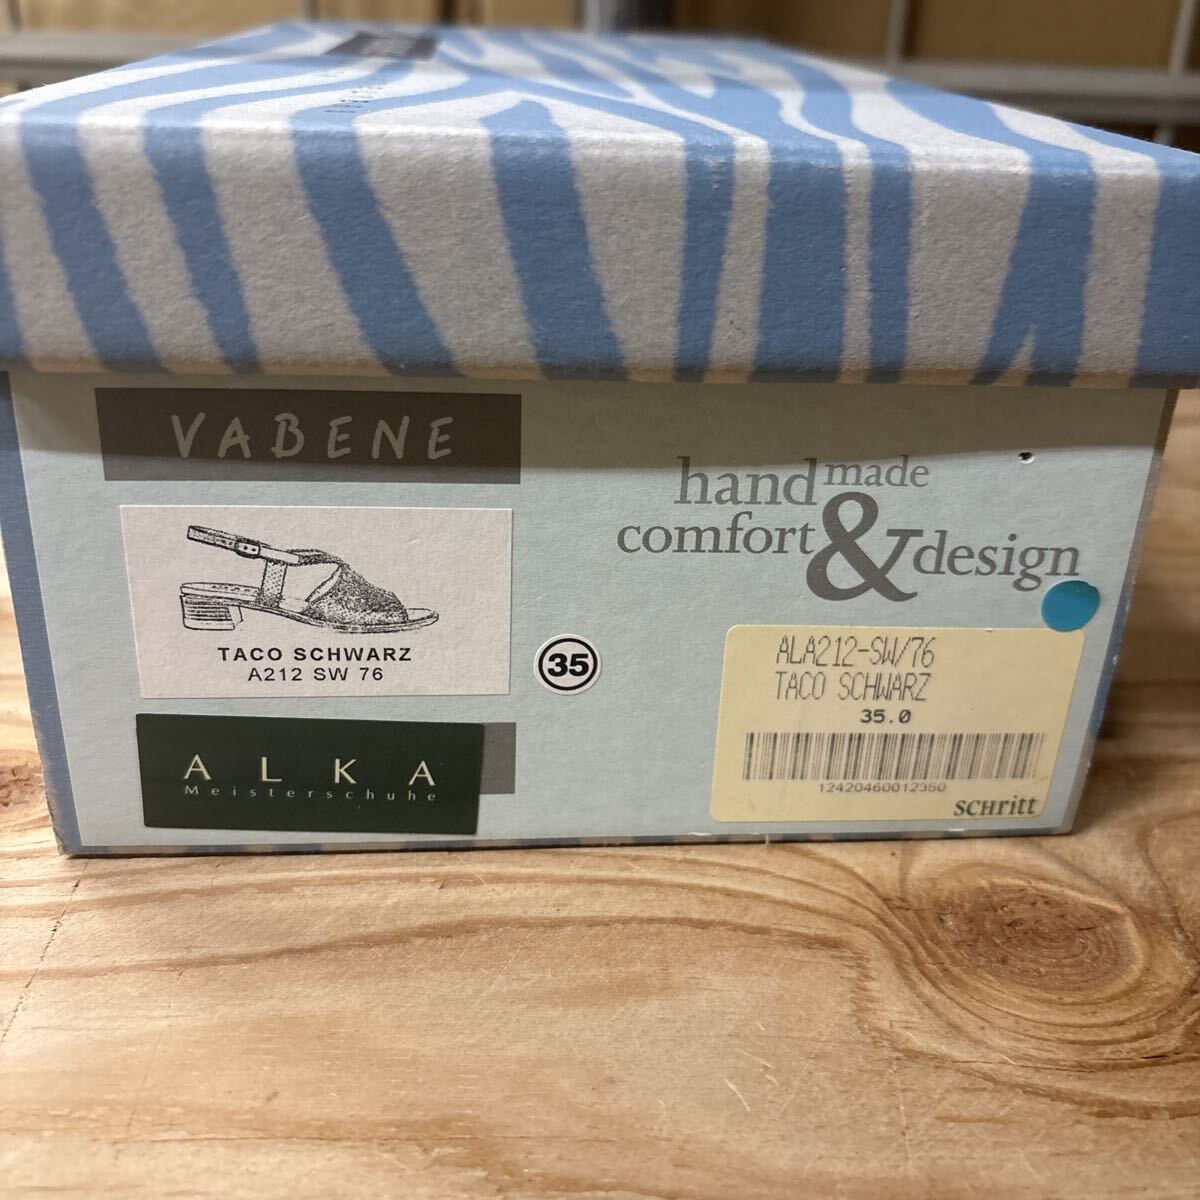 VABENE
hand made
comfort & design
TACO SCHWARZ
A212 SW 76
35
ALKA
Meisterschuhe
ALA212-SW/76
TACO SCHWARZ
35.0
12420460012350
SCHritt